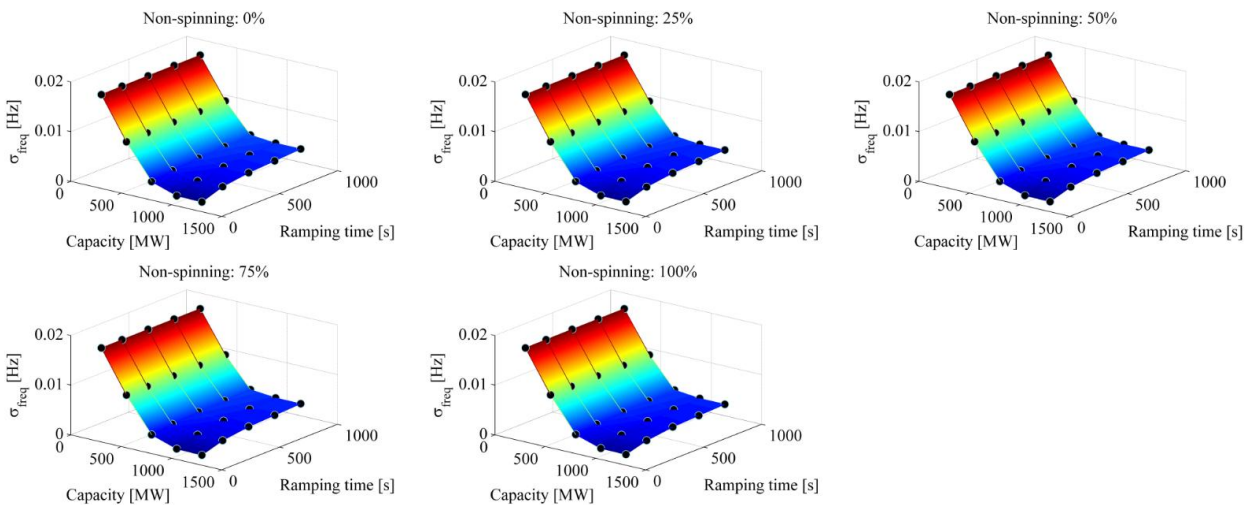 Non-spinning: 0%
0.02
0.01
0
σfreq [Hz]
0
500
1000
1500
Capacity [MW]
0
500
1000
Ramping time [s]
Non-spinning: 25%
0.02
0.01
0
σfreq [Hz]
0
500
1000
1500
Capacity [MW]
0
500
1000
Ramping time [s]
Non-spinning: 50%
0.02
0.01
0
σfreq [Hz]
0
500
1000
1500
Capacity [MW]
0
500
1000
Ramping time [s]
Non-spinning: 75%
0.02
0.01
0
σfreq [Hz]
0
500
1000
1500
Capacity [MW]
0
500
1000
Ramping time [s]
Non-spinning: 100%
0.02
0.01
0
σfreq [Hz]
0
500
1000
1500
Capacity [MW]
0
500
1000
Ramping time [s]